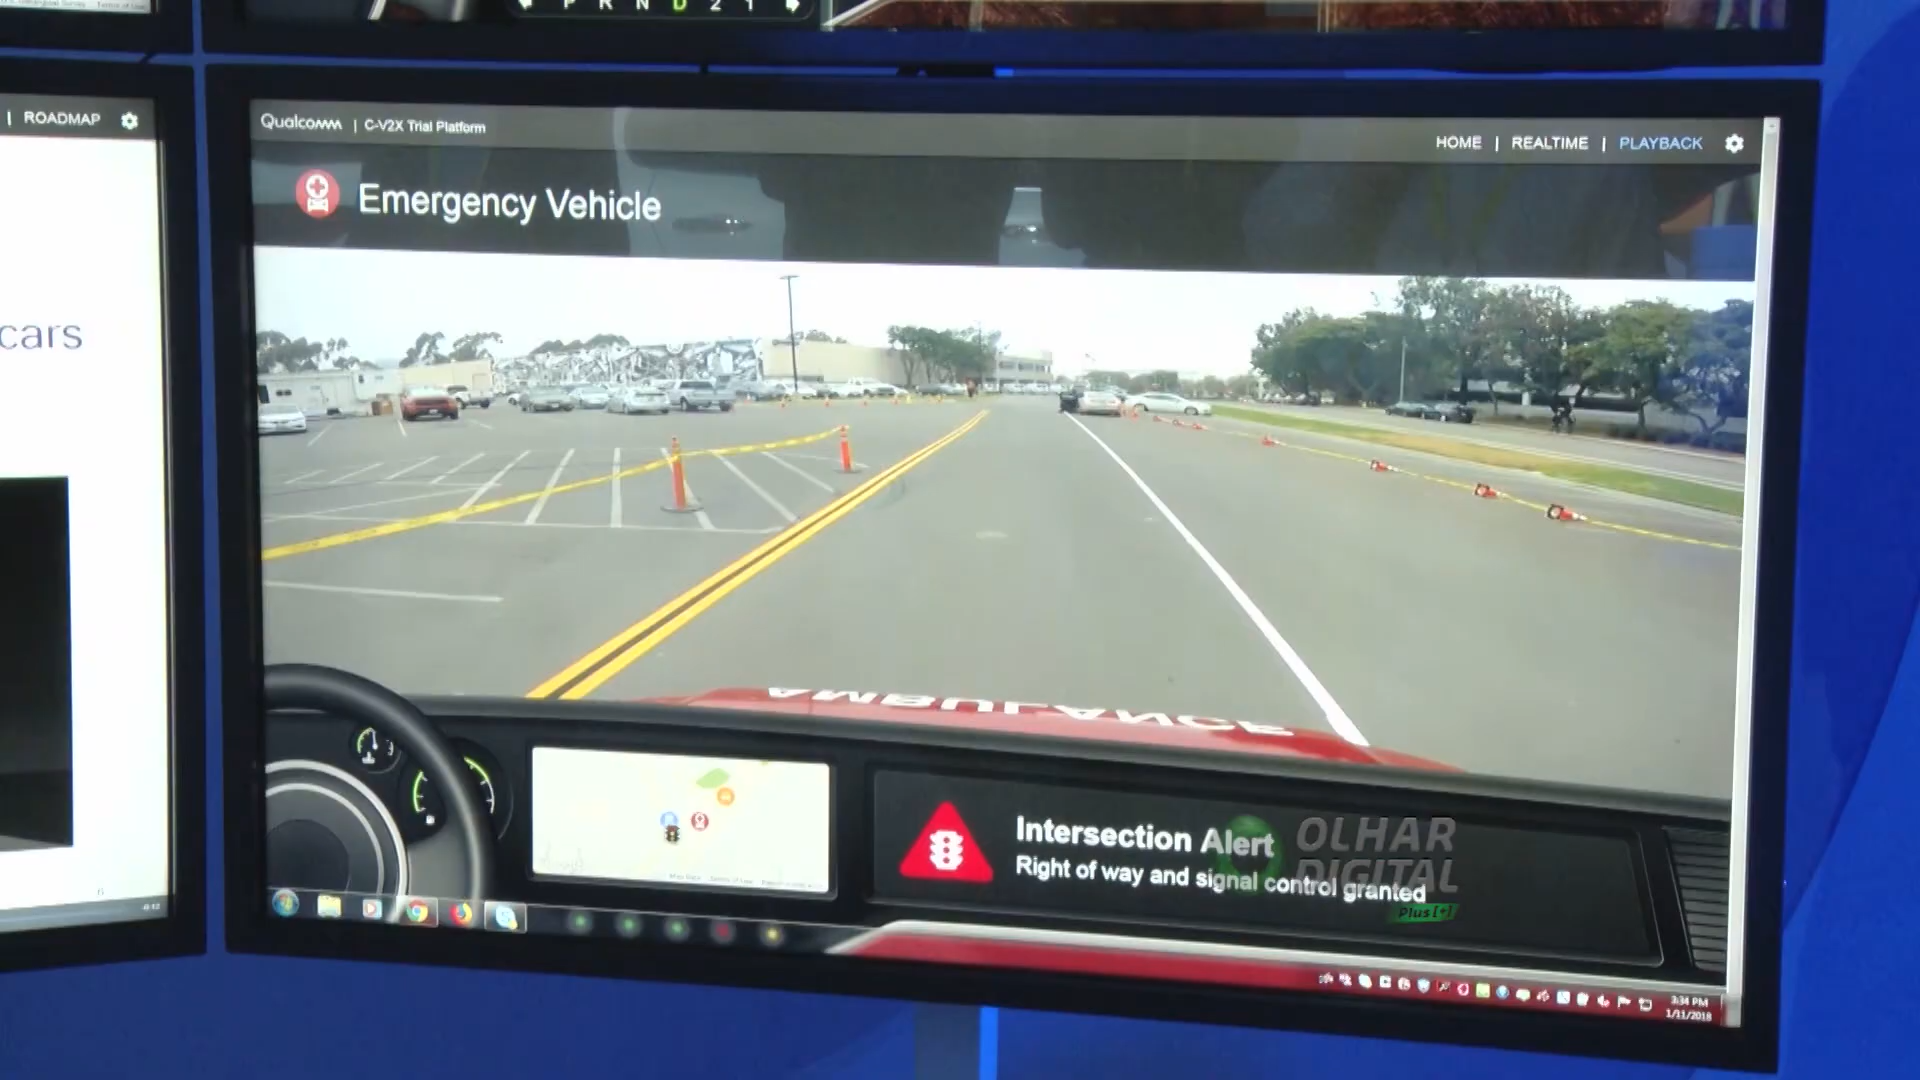 P R N D 2 1
| ROADMAP
cars
6
Qualcomm | C-V2X Trial Platform
HOME | REALTIME | PLAYBACK
Emergency Vehicle
AMBULANCE
Intersection Alert
Right of way and signal control granted
OLHAR
DIGITAL
Plus[+]
3:34 PM
1/11/2018